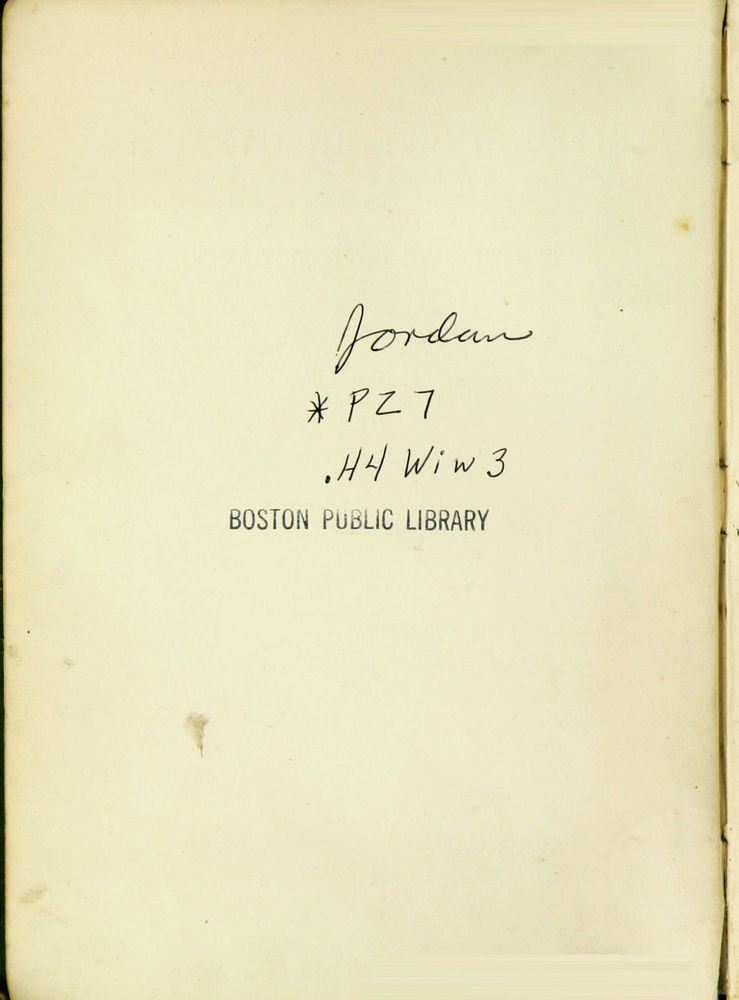 Jordan
* PZ7
.H4 Wiw3
BOSTON PUBLIC LIBRARY